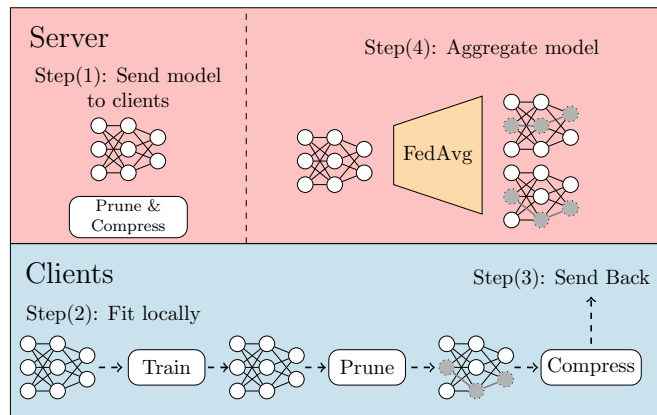 Server
Step(1): Send model
to clients
Prune &
Compress
Step(4): Aggregate model
FedAvg
Clients
Step(2): Fit locally
Train
Prune
Step(3): Send Back
Compress